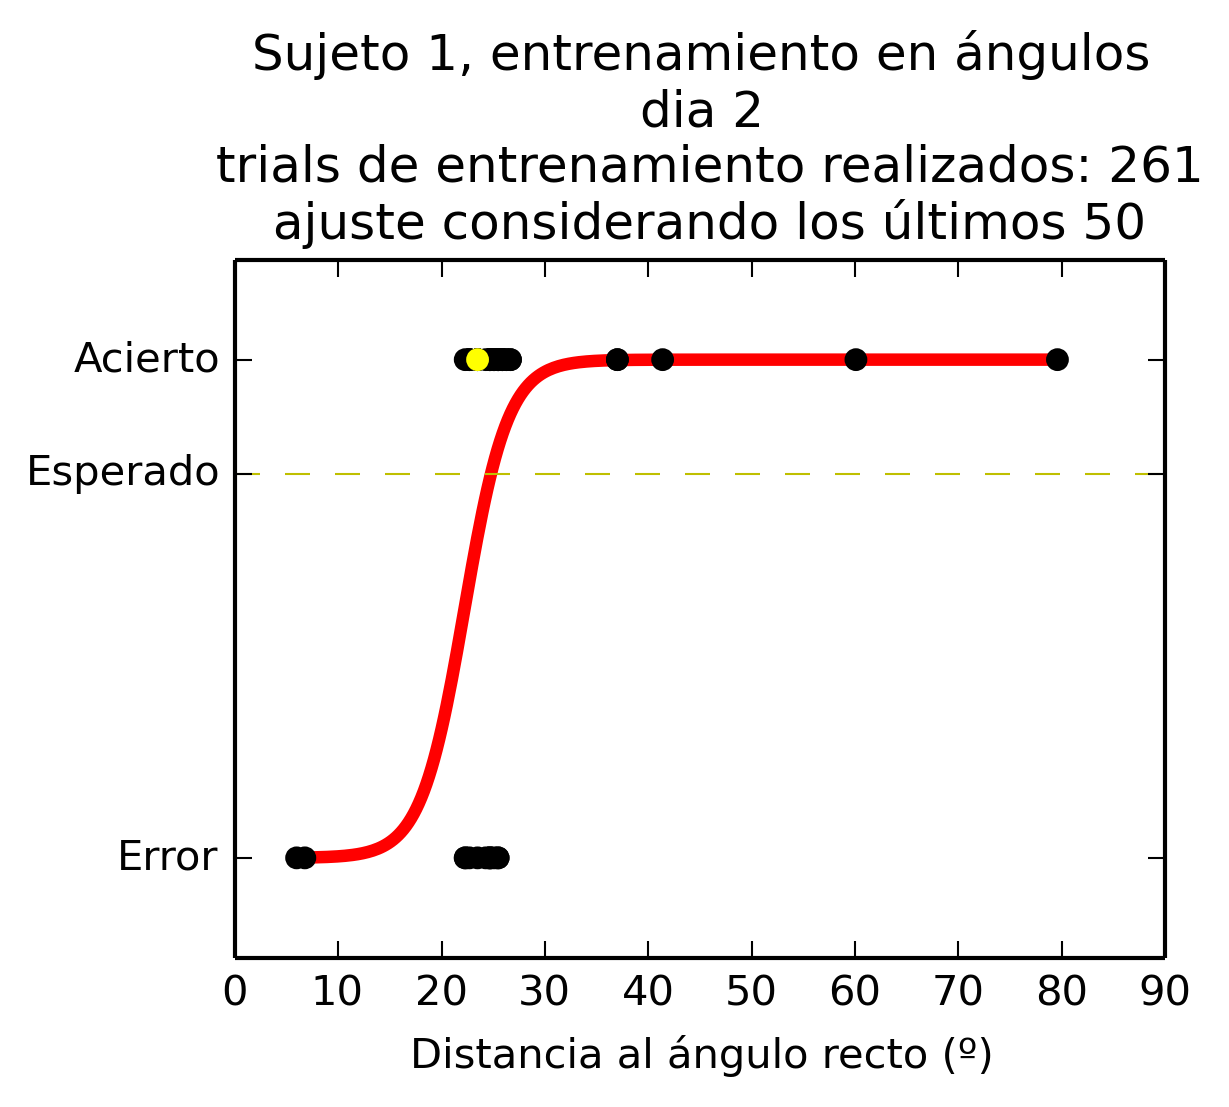 Sujeto 1, entrenamiento en ángulos
dia 2
trials de entrenamiento realizados: 261
ajuste considerando los últimos 50
Acierto
Esperado
Error
0 10 20 30 40 50 60 70 80 90
Distancia al ángulo recto (º)